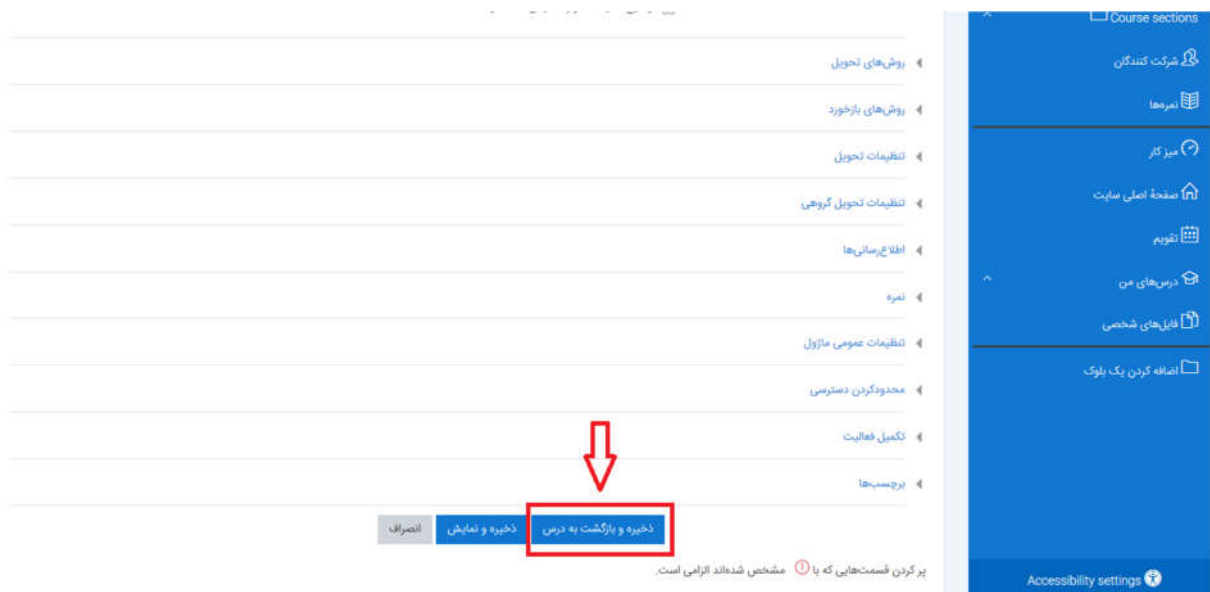 Course sections
شرکت کنندگان
نمره‌ها
میز کار
صفحهٔ اصلی سایت
تقویم
درس‌های من
فایل‌های شخصی
اضافه کردن یک بلوک
Accessibility settings
روش‌های تحویل
روش‌های بازخورد
تنظیمات تحویل
تنظیمات تحویل گروهی
اطلاع‌رسانی‌ها
نمره
تنظیمات عمومی ماژول
محدودکردن دسترسی
تکمیل فعالیت
برچسب‌ها
ذخیره و بازگشت به درس ذخیره و نمایش انصراف
پر کردن قسمت‌هایی که با مشخص شده‌اند الزامی است.